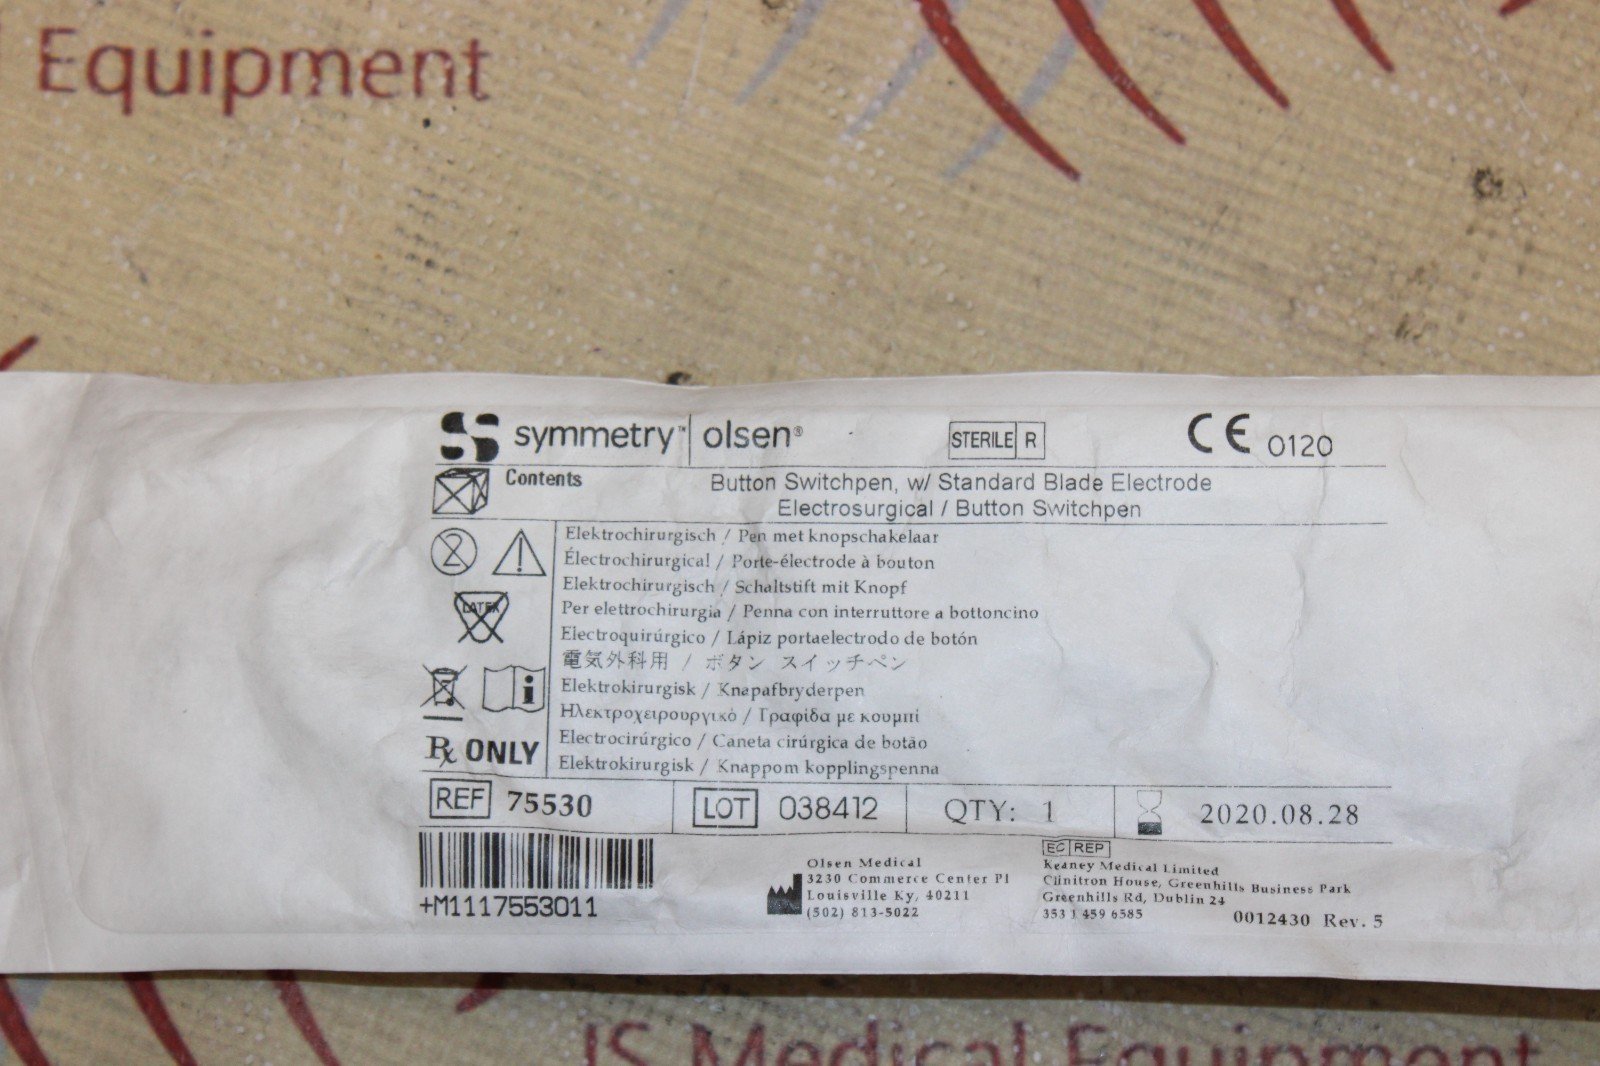 Equipment
symmetry™ olsen®
STERILE R
CE 0120
Contents
Button Switchpen, w/ Standard Blade Electrode
Electrosurgical / Button Switchpen
2
LATEX
i
Rx ONLY
Elektrochirurgisch / Pen met knopschakelaar
Électrochirurgical / Porte-électrode à bouton
Elektrochirurgisch / Schaltstift mit Knopf
Per elettrochirurgia / Penna con interruttore a bottoncino
Electroquirúrgico / Lápiz portaelectrodo de botón
電気外科用 / ボタン スイッチペン
Elektrokirurgisk / Knapafbryderpen
Ηλεκτροχειρουργικό / Γραφίδα με κουμπί
Electrocirúrgico / Caneta cirúrgica de botão
Elektrokirurgisk / Knappom kopplingspenna
REF 75530
LOT 038412
QTY: 1
2020.08.28
+M1117553011
Olsen Medical
3230 Commerce Center Pl
Louisville Ky, 40211
(502) 813-5022
EC REP
Keaney Medical Limited
Clinitron House, Greenhills Business Park
Greenhills Rd, Dublin 24
353 1 459 6585
0012430 Rev. 5
JS Medical Equipment